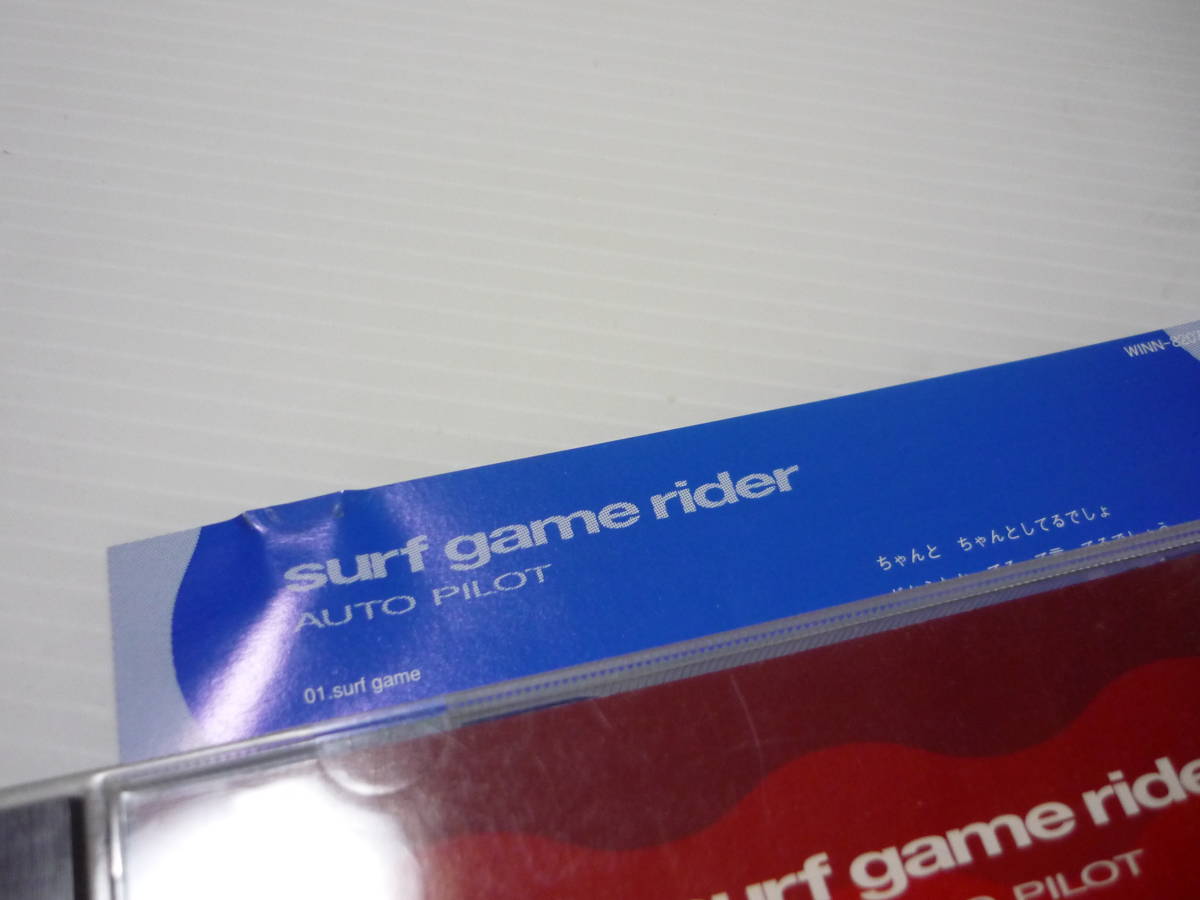 surf game rider
AUTO PILOT
01.surf game
ちゃんと ちゃんとしてるでしょ
surf game ride
PILOT